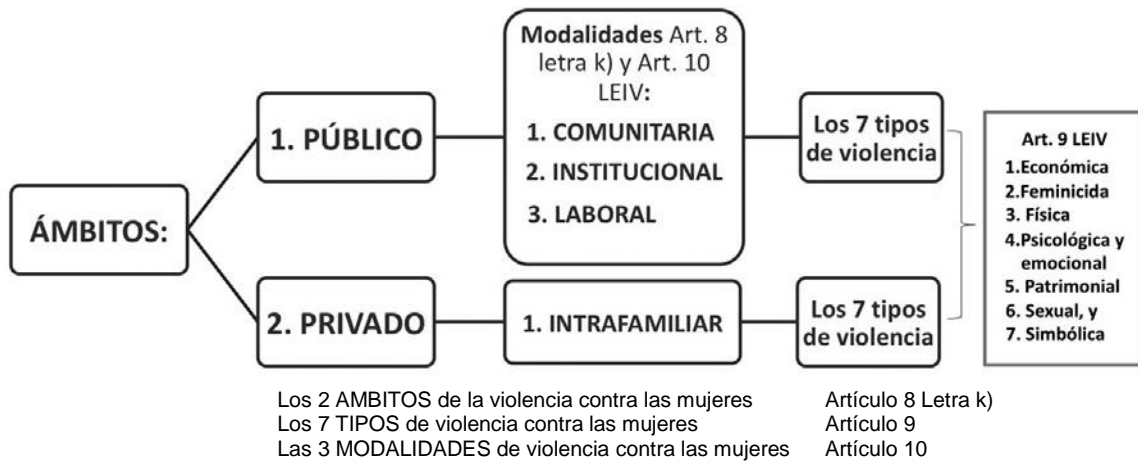 ÁMBITOS:
1. PÚBLICO
Modalidades Art. 8
letra k) y Art. 10
LEIV:
1. COMUNITARIA
2. INSTITUCIONAL
3. LABORAL
Los 7 tipos
de violencia
2. PRIVADO
1. INTRAFAMILIAR
Los 7 tipos
de violencia
Art. 9 LEIV
1.Económica
2.Feminicida
3. Física
4.Psicológica y
emocional
5. Patrimonial
6. Sexual, y
7. Simbólica
Los 2 AMBITOS de la violencia contra las mujeres Artículo 8 Letra k)
Los 7 TIPOS de violencia contra las mujeres Artículo 9
Las 3 MODALIDADES de violencia contra las mujeres Artículo 10